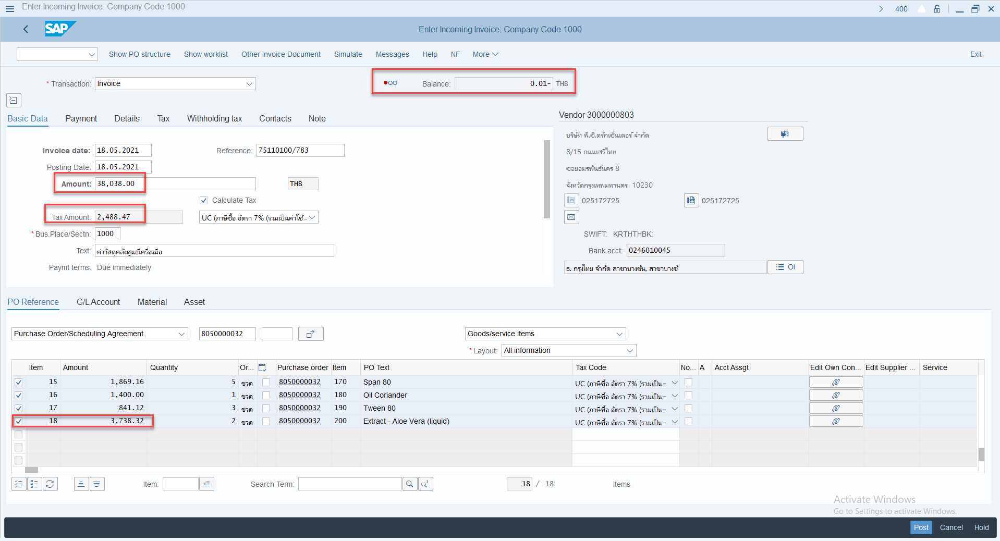 Enter Incoming Invoice: Company Code 1000
400
SAP
Enter Incoming Invoice: Company Code 1000
Show PO structure Show worklist Other Invoice Document Simulate Messages Help NF More Exit
* Transaction: Invoice
Balance: 0.01- THB
Basic Data Payment Details Tax Withholding tax Contacts Note
Invoice date: 18.05.2021 Reference: 75110100/783
Posting Date: 18.05.2021
Amount: 38,038.00 THB
Calculate Tax
Tax Amount: 2,488.47 UC (ภาษีซื้อ อัตรา 7% (รวมเป็นค่าใช้...
* Bus.Place/Sectn: 1000
Text: ค่าวัสดุคลังศูนย์เครื่องมือ
Paymt terms: Due immediately
Vendor 3000000803
บริษัท พี.ซี.ดรักเซ็นเตอร์ จำกัด
8/15 ถนนเสรีไทย
ซอยอมรพันธ์นคร 8
จังหวัดกรุงเทพมหานคร 10230
025172725 025172725
SWIFT: KRTHTHBK:
Bank acct: 0246010045
ธ. กรุงไทย จำกัด สาขาบางชัน, สาขาบางช้ OI
PO Reference G/L Account Material Asset
Purchase Order/Scheduling Agreement 8050000032 Goods/service items
* Layout: All information
Item Amount Quantity Or... Purchase order Item PO Text Tax Code No... A Acct Assgt Edit Own Con... Edit Supplier ... Service
15 1,869.16 5 ขวด 8050000032 170 Span 80 UC (ภาษีซื้อ อัตรา 7% (รวมเป็น...
16 1,400.00 1 ขวด 8050000032 180 Oil Coriander UC (ภาษีซื้อ อัตรา 7% (รวมเป็น...
17 841.12 3 ขวด 8050000032 190 Tween 80 UC (ภาษีซื้อ อัตรา 7% (รวมเป็น...
18 3,738.32 2 ขวด 8050000032 200 Extract - Aloe Vera (liquid) UC (ภาษีซื้อ อัตรา 7% (รวมเป็น...
Item: Search Term: 18 / 18 Items
Activate Windows
Go to Settings to activate Windows.
Post Cancel Hold